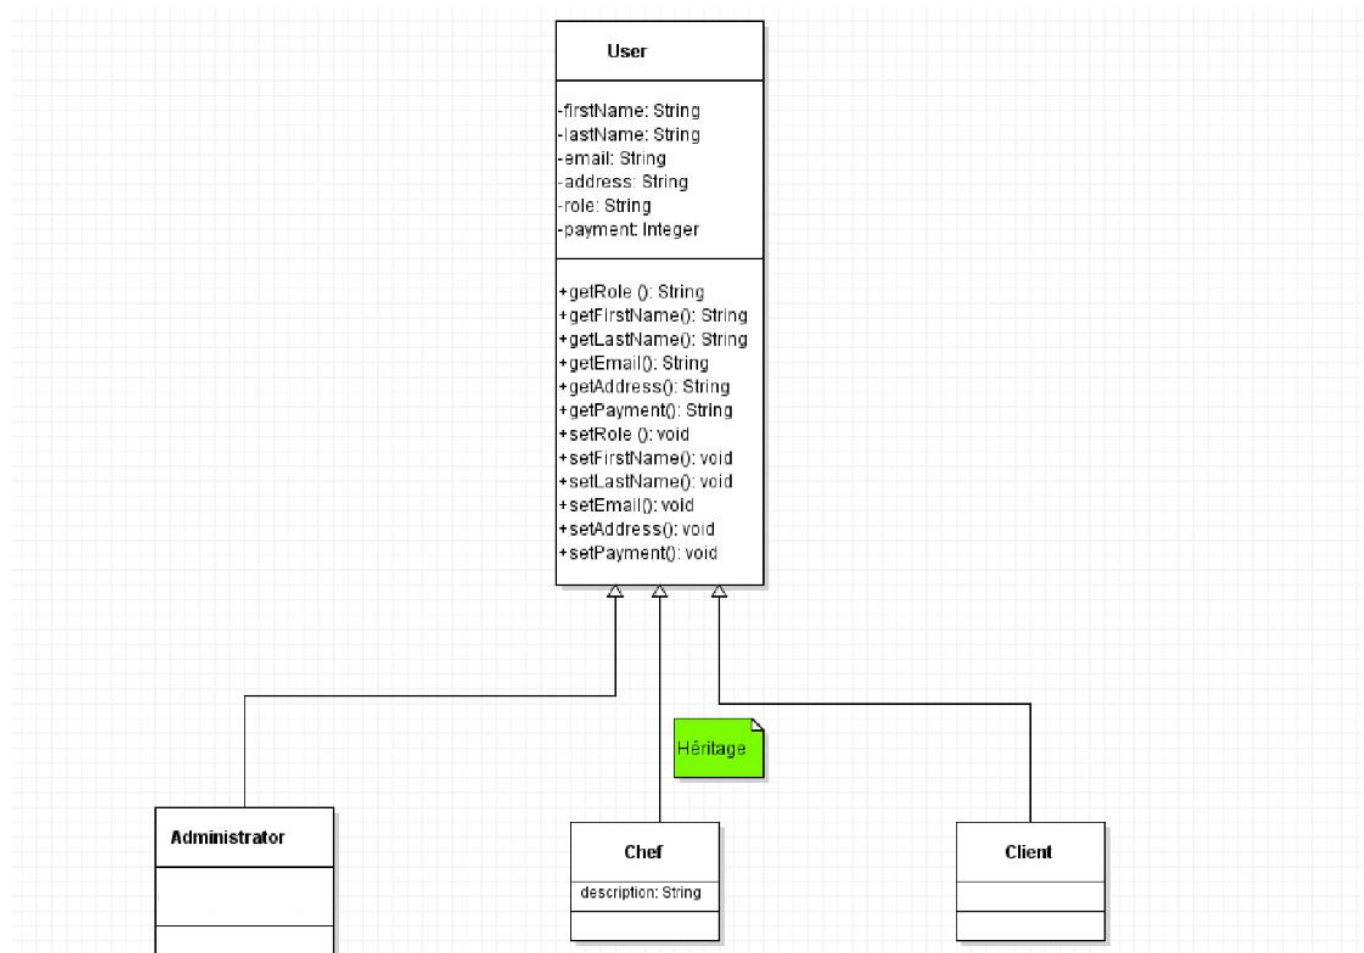 User
-firstName: String
-lastName: String
-email: String
-address: String
-role: String
-payment: Integer
+getRole (): String
+getFirstName(): String
+getLastName(): String
+getEmail(): String
+getAddress(): String
+getPayment(): String
+setRole (): void
+setFirstName(): void
+setLastName(): void
+setEmail(): void
+setAddress(): void
+setPayment(): void
Héritage
Administrator
Chef
description: String
Client